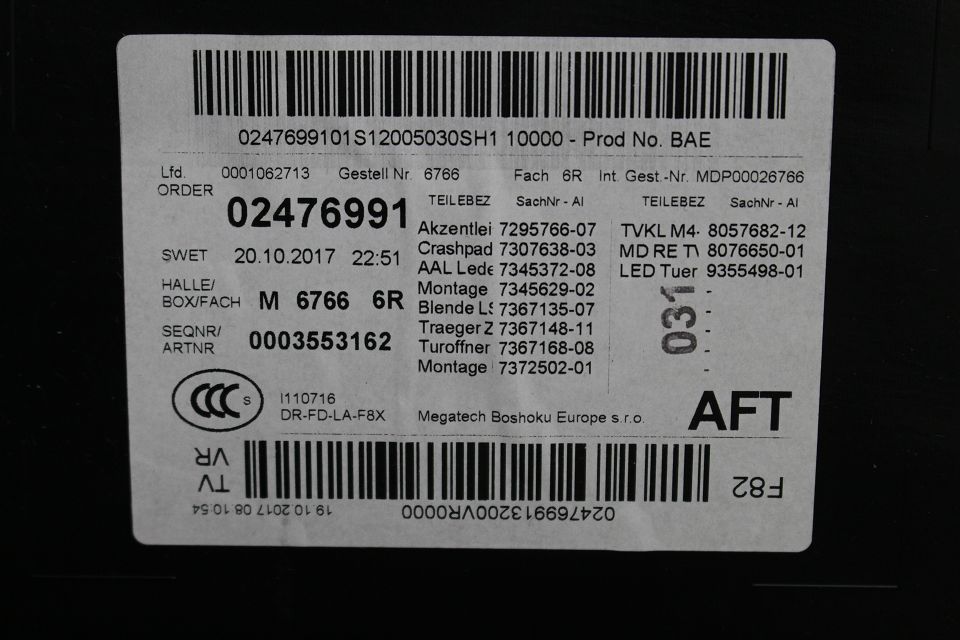 0247699101S12005030SH1 10000 - Prod No. BAE
Lfd. 0001062713 Gestell Nr. 6766 Fach 6R Int. Gest.-Nr. MDP00026766
ORDER 02476991
TEILEBEZ SachNr - AI TEILEBEZ SachNr - AI
SWET 20.10.2017 22:51
HALLE/
BOX/FACH M 6766 6R
SEQNR/
ARTNR 0003553162
Akzentlei 7295766-07
Crashpad 7307638-03
AAL Lede 7345372-08
Montage 7345629-02
Blende LS 7367135-07
Traeger Z 7367148-11
Turoffner 7367168-08
Montage 7372502-01
TVKL M4- 8057682-12
MD RE TV 8076650-01
LED Tuer 9355498-01
-
-
-
-
-
031
CCC S
I110716
DR-FD-LA-F8X
Megatech Boshoku Europe s.r.o.
AFT
F82
TV
VR
024769913200VR0000
19.10.2017 08:10:54